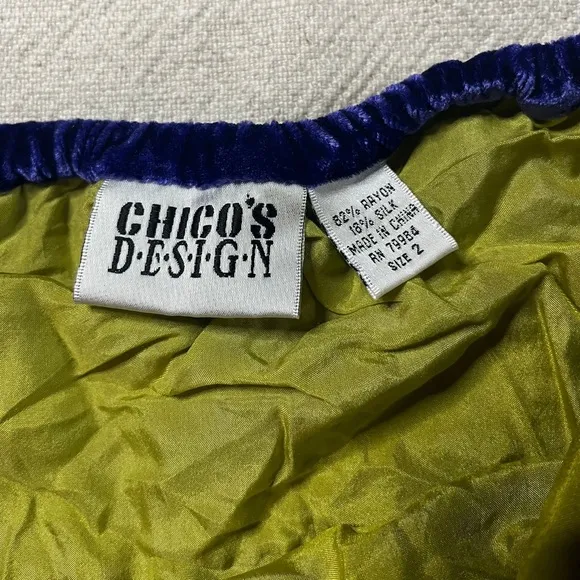 CHICO'S
D·E·S·I·G·N
82% RAYON
18% SILK
MADE IN CHINA
RN 79984
SIZE 2